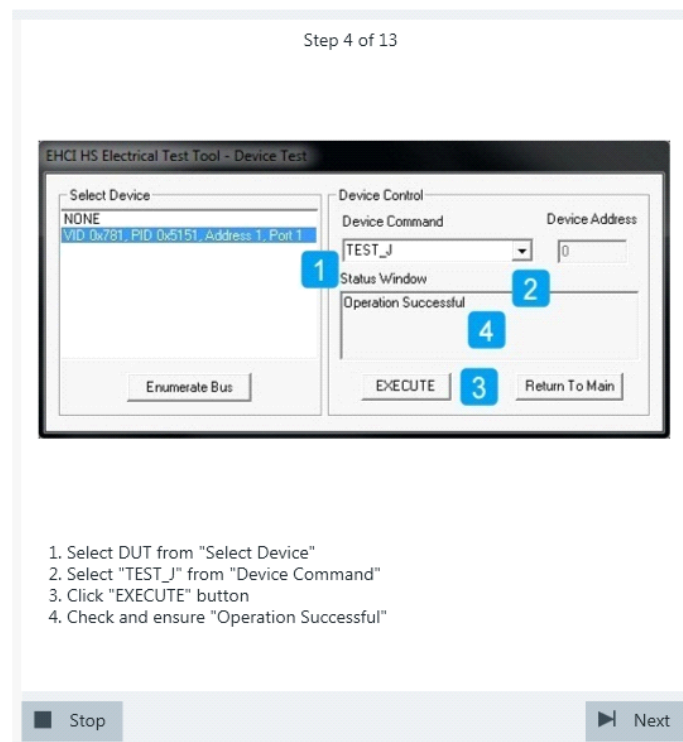 Step 4 of 13
EHCI HS Electrical Test Tool - Device Test
Select Device
NONE
VID 0x781, PID 0x5151, Address 1, Port 1
Enumerate Bus
Device Control
Device Command
Device Address
TEST_J
0
1
Status Window
2
Operation Successful
4
EXECUTE
3
Return To Main
1. Select DUT from "Select Device"
2. Select "TEST_J" from "Device Command"
3. Click "EXECUTE" button
4. Check and ensure "Operation Successful"
Stop
Next